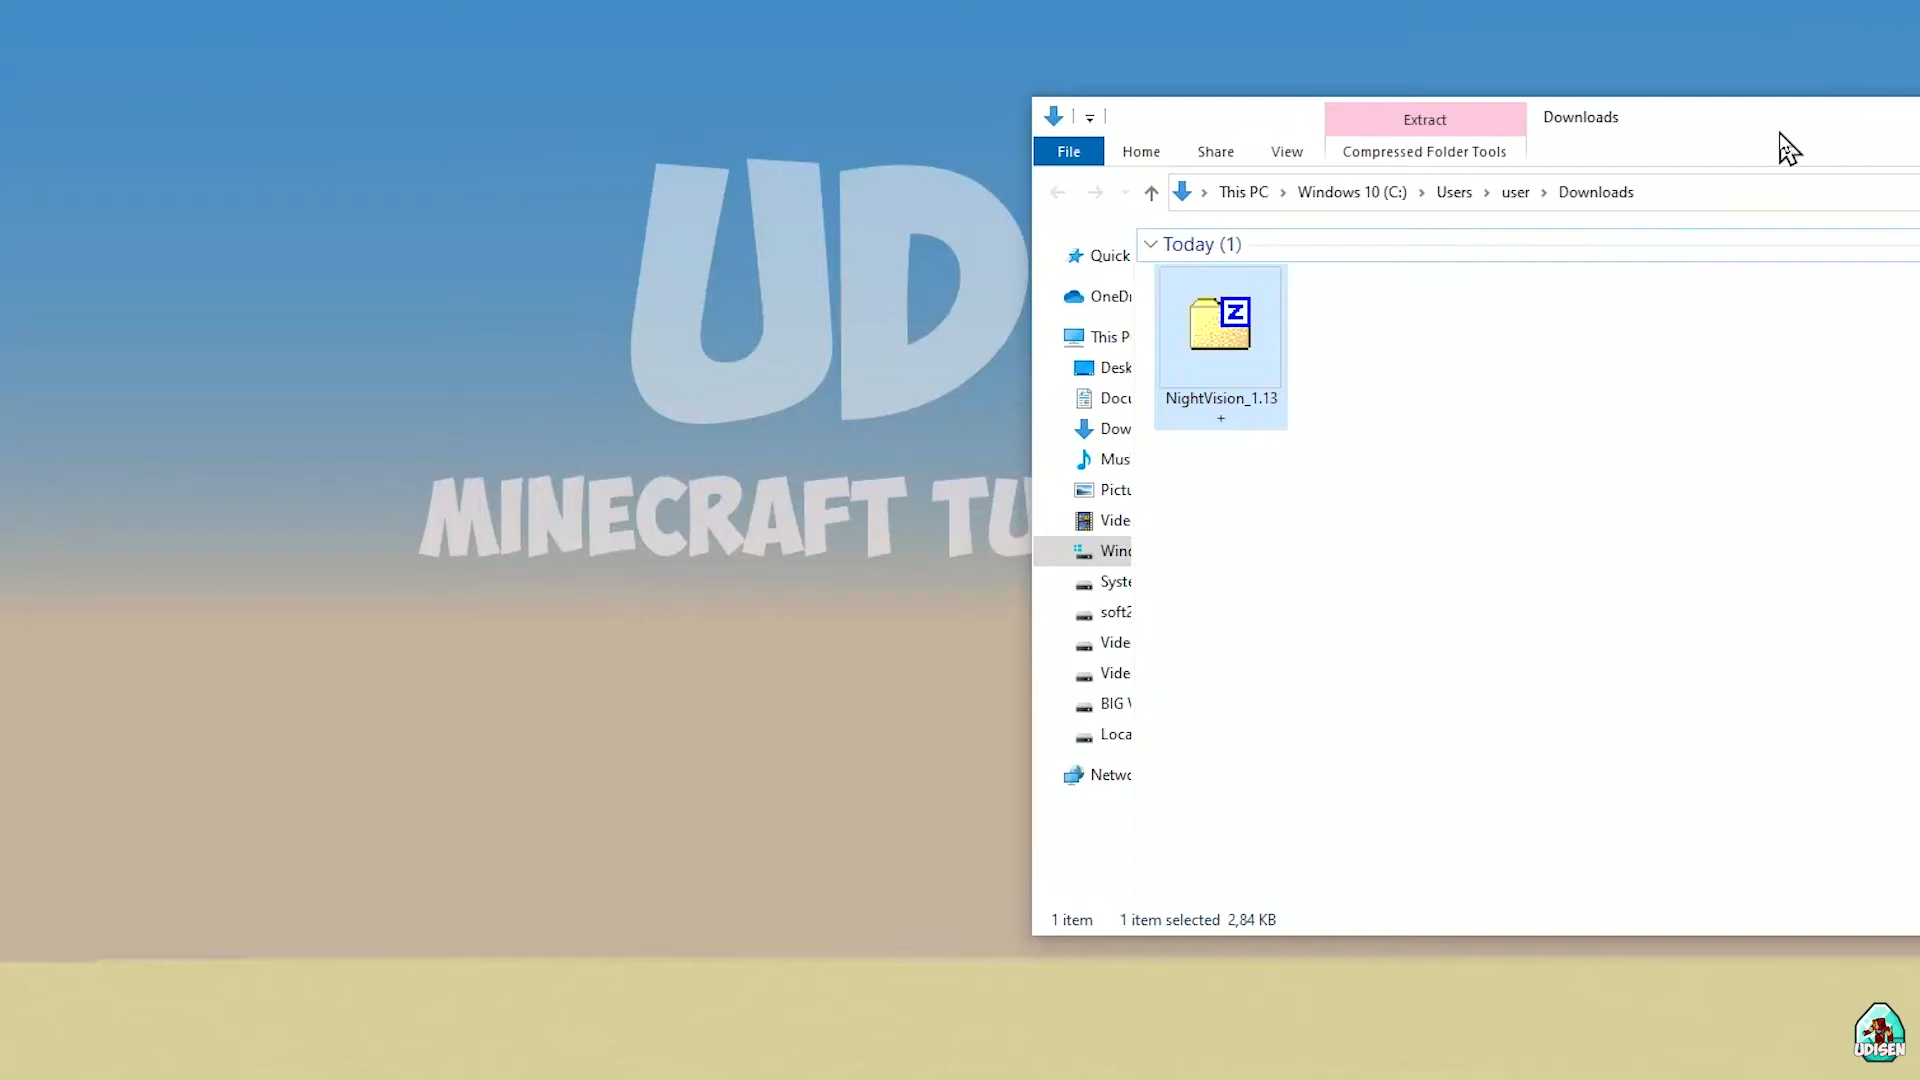 UD
MINECRAFT TU
Extract
Downloads
File
Home
Share
View
Compressed Folder Tools
This PC
Windows 10 (C:)
Users
user
Downloads
Today (1)
Quick
OneDr
This P
Desk
Docu
Dow
Mus
Pictu
Vide
Wind
Syste
soft2
Vide
Vide
BIG
Loca
Netwo
Z
NightVision_1.13
+
1 item
1 item selected 2,84 KB
UDISEN